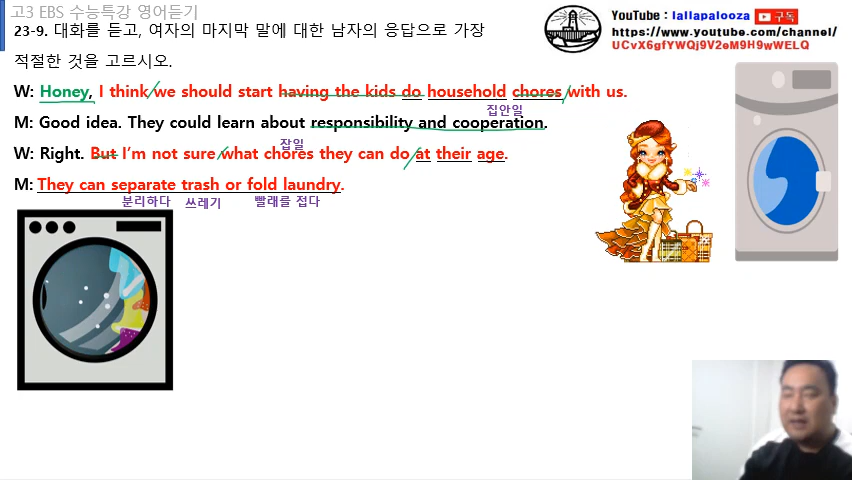 고3 EBS 수능특강 영어듣기
YouTube : lallapalooza 구독
https://www.youtube.com/channel/
UCvX6gfYWQj9V2eM9H9wWELQ
23-9. 대화를 듣고, 여자의 마지막 말에 대한 남자의 응답으로 가장
적절한 것을 고르시오.
W: Honey, I think we should start having the kids do household chores with us.
집안일
M: Good idea. They could learn about responsibility and cooperation.
잡일
W: Right. But I'm not sure what chores they can do at their age.
M: They can separate trash or fold laundry.
분리하다 쓰레기 빨래를 접다